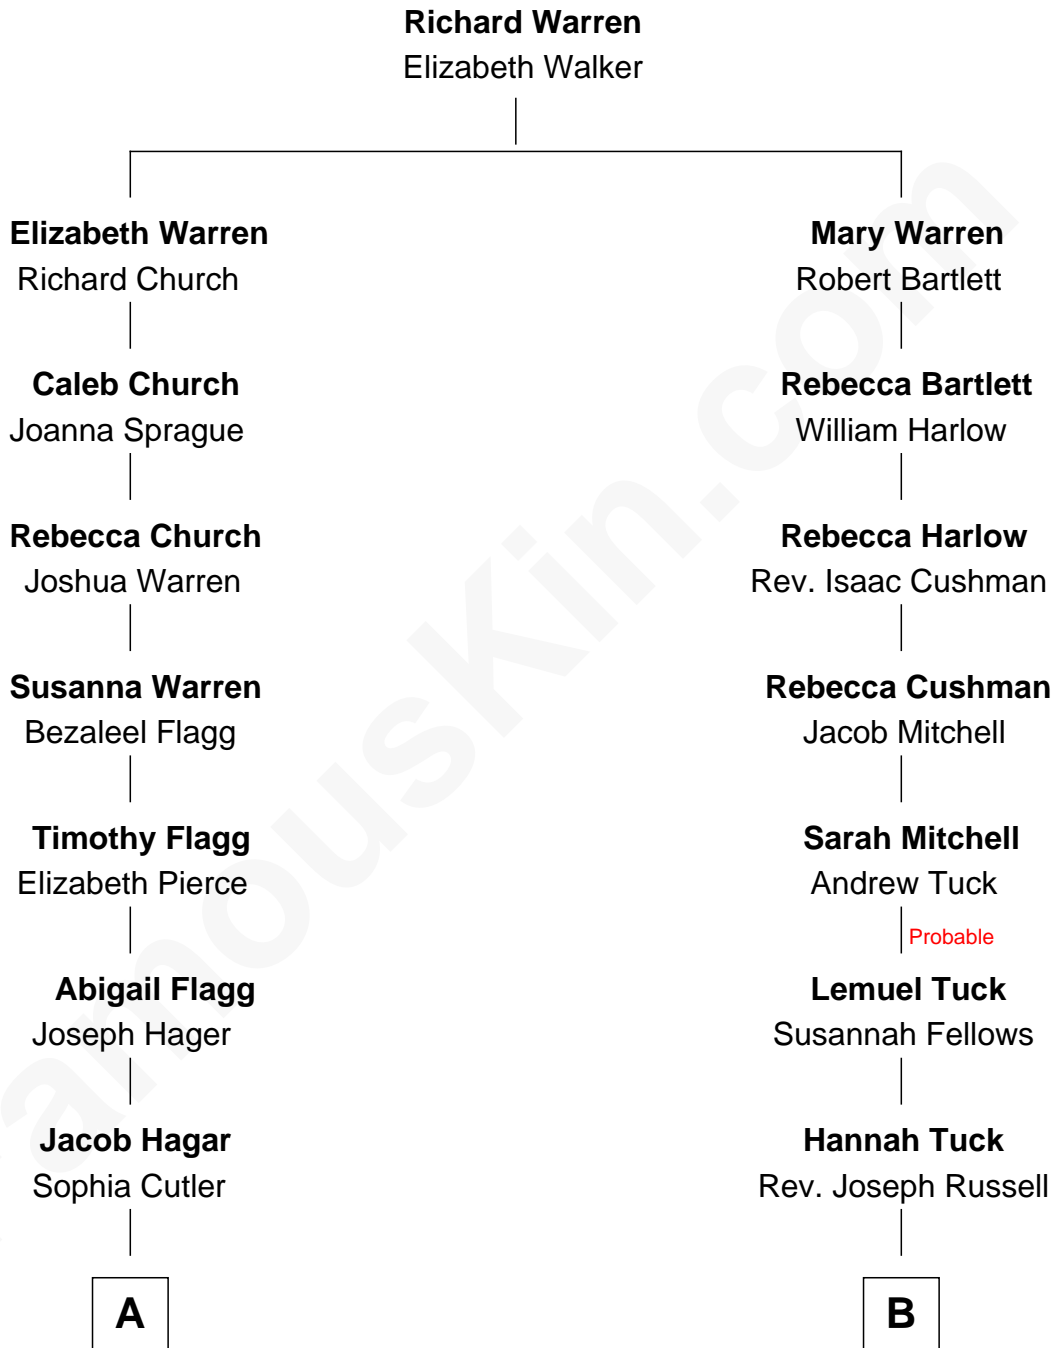 Richard Warren
Elizabeth Walker
Elizabeth Warren
Richard Church
Mary Warren
Robert Bartlett
Caleb Church
Joanna Sprague
Rebecca Bartlett
William Harlow
Rebecca Church
Joshua Warren
Rebecca Harlow
Rev. Isaac Cushman
Susanna Warren
Bezaleel Flagg
Rebecca Cushman
Jacob Mitchell
Timothy Flagg
Elizabeth Pierce
Sarah Mitchell
Andrew Tuck
Probable
Abigail Flagg
Joseph Hager
Lemuel Tuck
Susannah Fellows
Jacob Hagar
Sophia Cutler
Hannah Tuck
Rev. Joseph Russell
A
B
amouskin.com